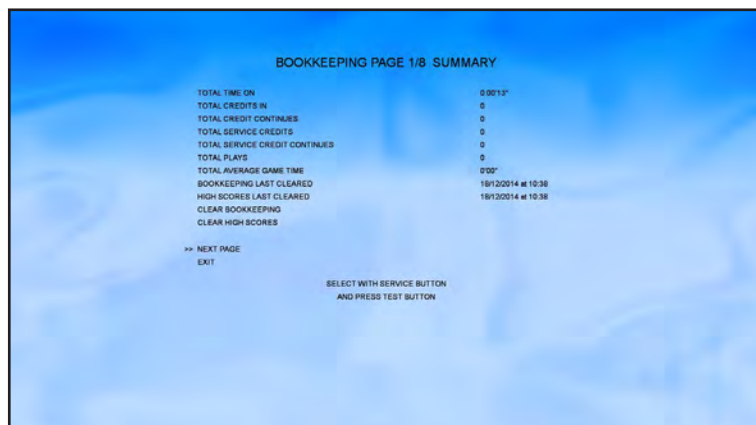 BOOKKEEPING PAGE 1/8 SUMMARY
TOTAL TIME ON 0:00'13"
TOTAL CREDITS IN 0
TOTAL CREDIT CONTINUES 0
TOTAL SERVICE CREDITS 0
TOTAL SERVICE CREDIT CONTINUES 0
TOTAL PLAYS 0
TOTAL AVERAGE GAME TIME 0'00"
BOOKKEEPING LAST CLEARED 18/12/2014 at 10:38
HIGH SCORES LAST CLEARED 18/12/2014 at 10:38
CLEAR BOOKKEEPING
CLEAR HIGH SCORES
>> NEXT PAGE
EXIT
SELECT WITH SERVICE BUTTON
AND PRESS TEST BUTTON